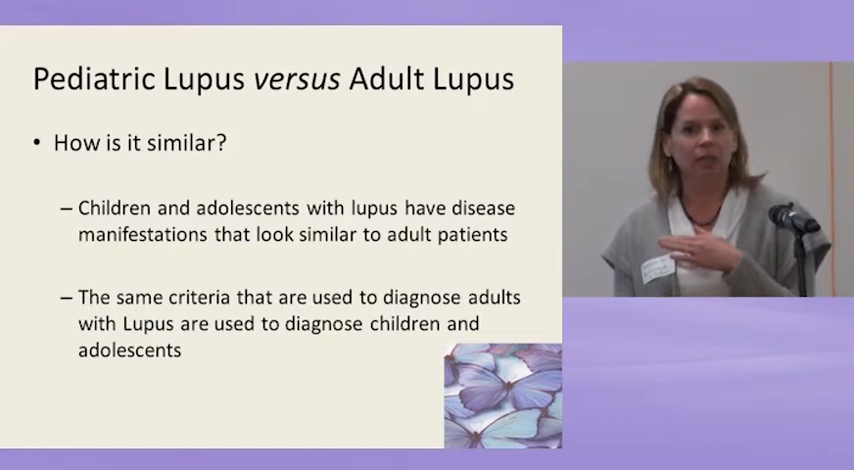 Pediatric Lupus versus Adult Lupus
• How is it similar?
– Children and adolescents with lupus have disease
manifestations that look similar to adult patients
– The same criteria that are used to diagnose adults
with Lupus are used to diagnose children and
adolescents